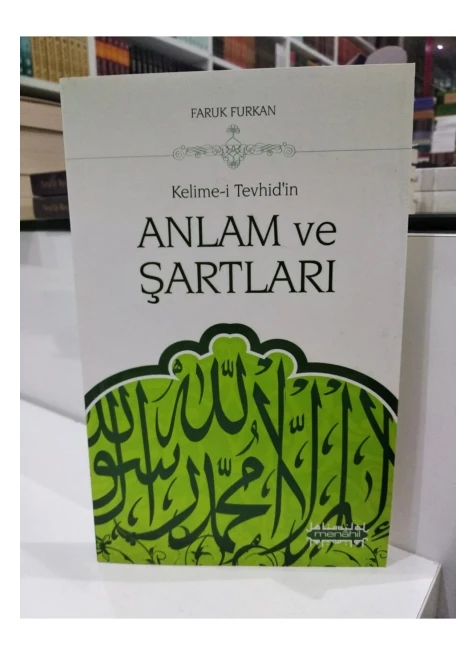 FARUK FURKAN
Kelime-i Tevhid'in
ANLAM ve
ŞARTLARI
لا إله إلا الله محمد رسول الله
menahil